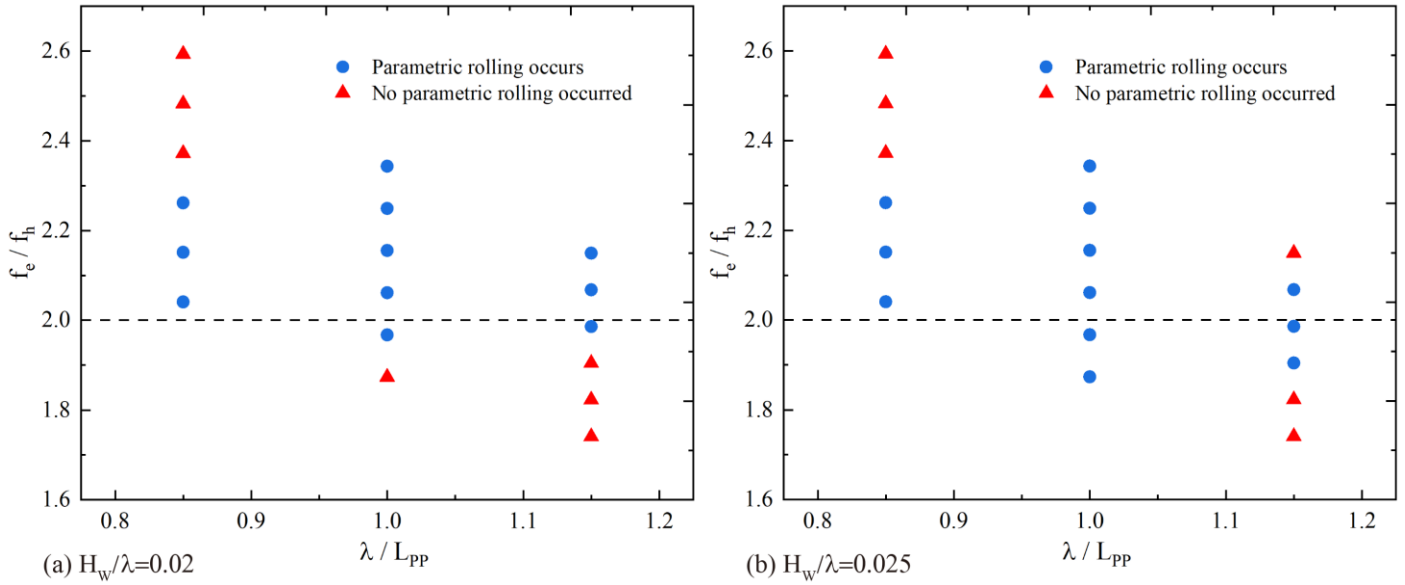 2.6
2.4
2.2
2.0
1.8
1.6
f_e / f_h
Parametric rolling occurs
No parametric rolling occurred
0.8 0.9 1.0 1.1 1.2
λ / L_PP
(a) H_W/λ=0.02
2.6
2.4
2.2
2.0
1.8
1.6
f_e / f_h
Parametric rolling occurs
No parametric rolling occurred
0.8 0.9 1.0 1.1 1.2
λ / L_PP
(b) H_W/λ=0.025